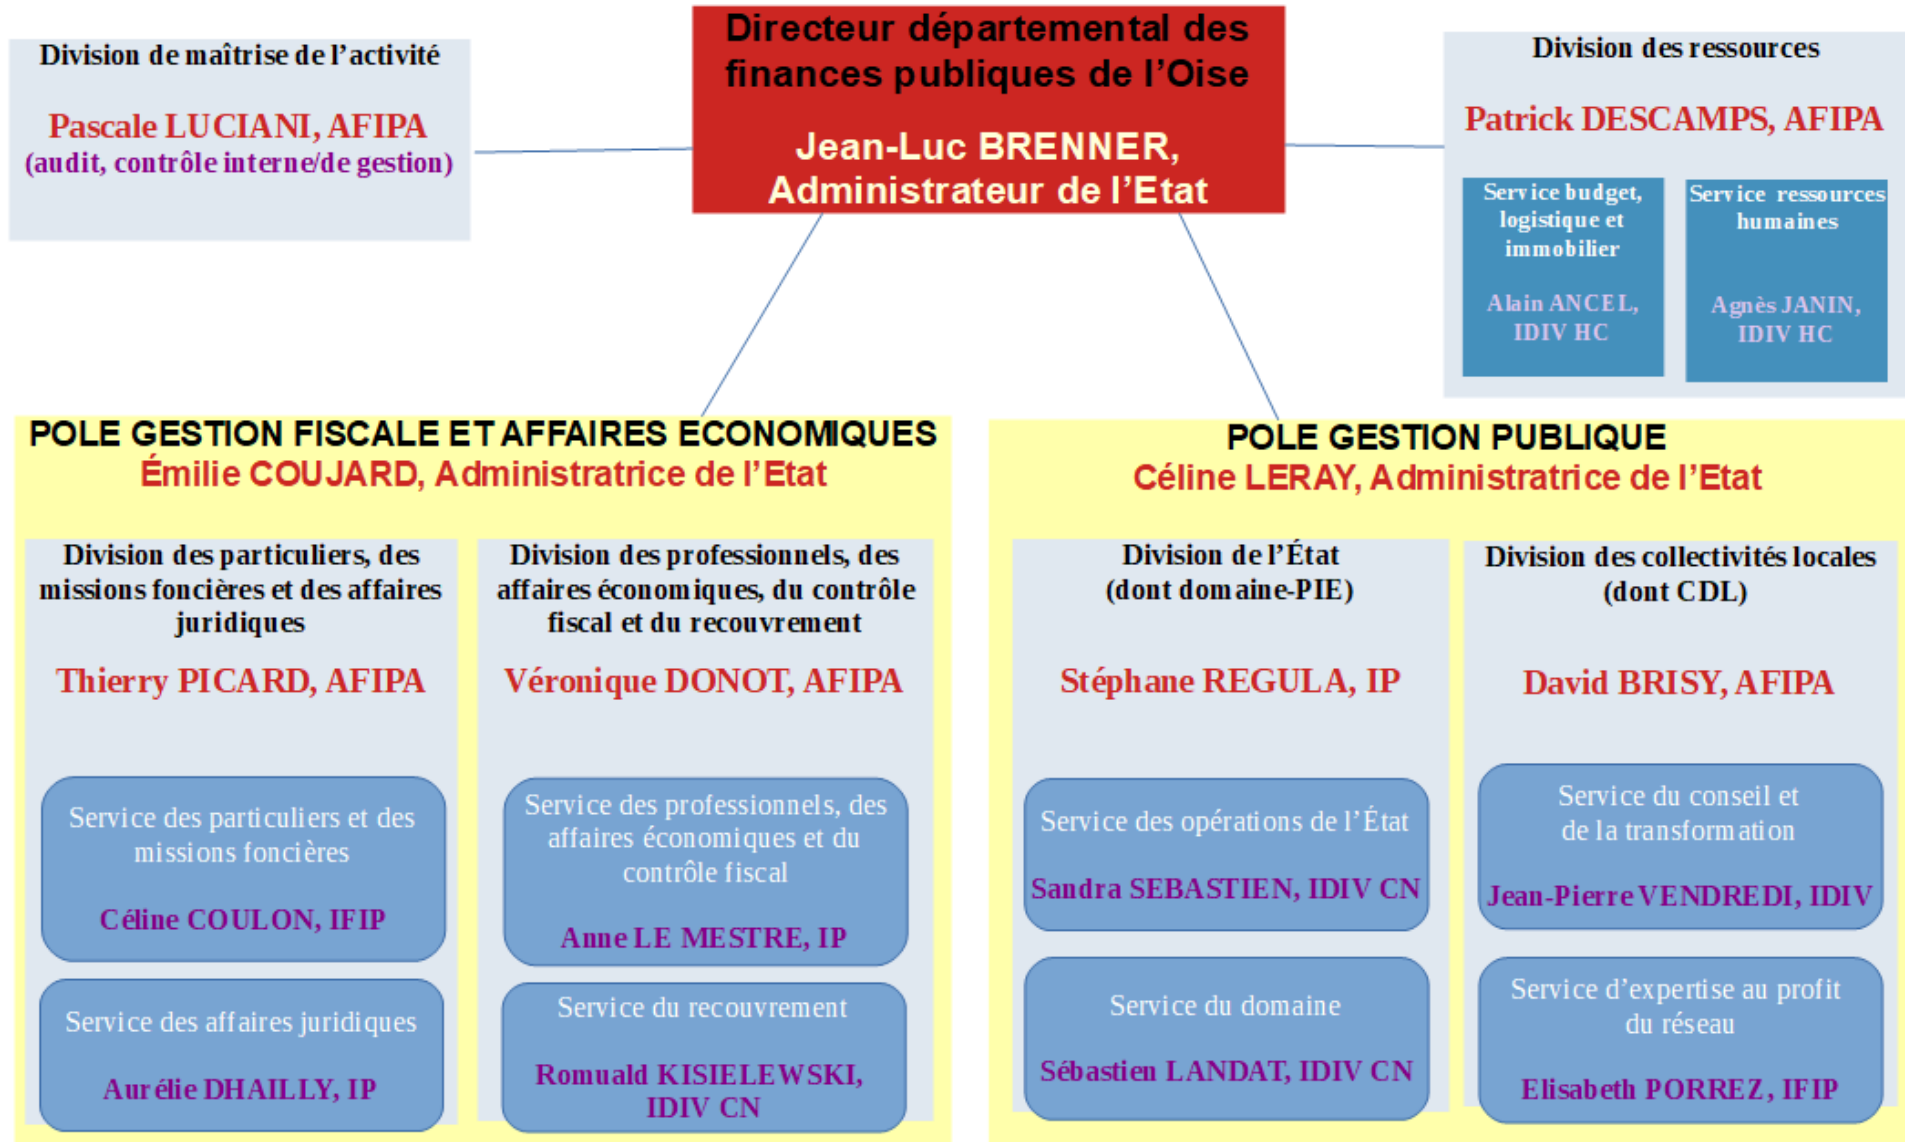 Division de maîtrise de l’activité
Pascale LUCIANI, AFIPA
(audit, contrôle interne/de gestion)
Directeur départemental des
finances publiques de l’Oise
Jean-Luc BRENNER,
Administrateur de l’Etat
Division des ressources
Patrick DESCAMPS, AFIPA
Service budget,
logistique et
immobilier
Alain ANCEL,
IDIV HC
Service ressources
humaines
Agnès JANIN,
IDIV HC
POLE GESTION FISCALE ET AFFAIRES ECONOMIQUES
Émilie COUJARD, Administratrice de l’Etat
Division des particuliers, des
missions foncières et des affaires
juridiques
Thierry PICARD, AFIPA
Service des particuliers et des
missions foncières
Céline COULON, IFIP
Service des affaires juridiques
Aurélie DHAILLY, IP
Division des professionnels, des
affaires économiques, du contrôle
fiscal et du recouvrement
Véronique DONOT, AFIPA
Service des professionnels, des
affaires économiques et du
contrôle fiscal
Anne LE MESTRE, IP
Service du recouvrement
Romuald KISIELEWSKI,
IDIV CN
POLE GESTION PUBLIQUE
Céline LERAY, Administratrice de l’Etat
Division de l’État
(dont domaine-PIE)
Stéphane REGULA, IP
Service des opérations de l’État
Sandra SEBASTIEN, IDIV CN
Service du domaine
Sébastien LANDAT, IDIV CN
Division des collectivités locales
(dont CDL)
David BRISY, AFIPA
Service du conseil et
de la transformation
Jean-Pierre VENDREDI, IDIV
Service d’expertise au profit
du réseau
Elisabeth PORREZ, IFIP